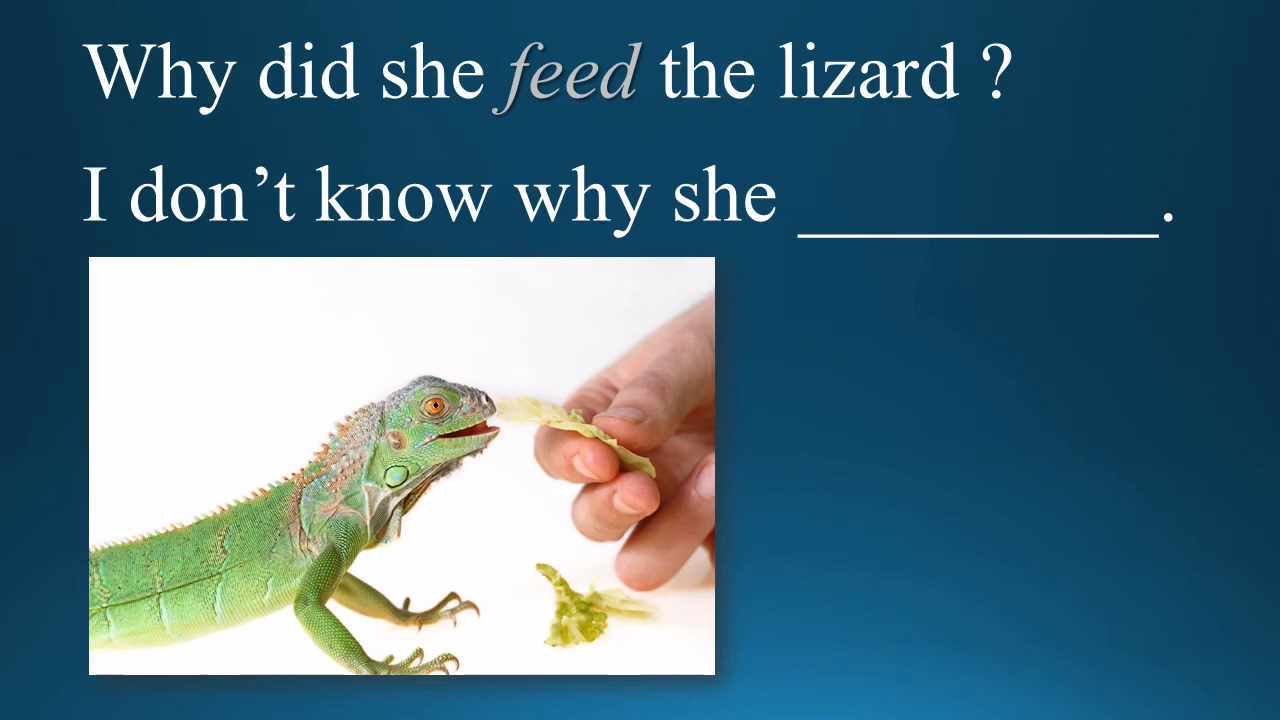 Why did she feed the lizard ?
I don’t know why she __________.